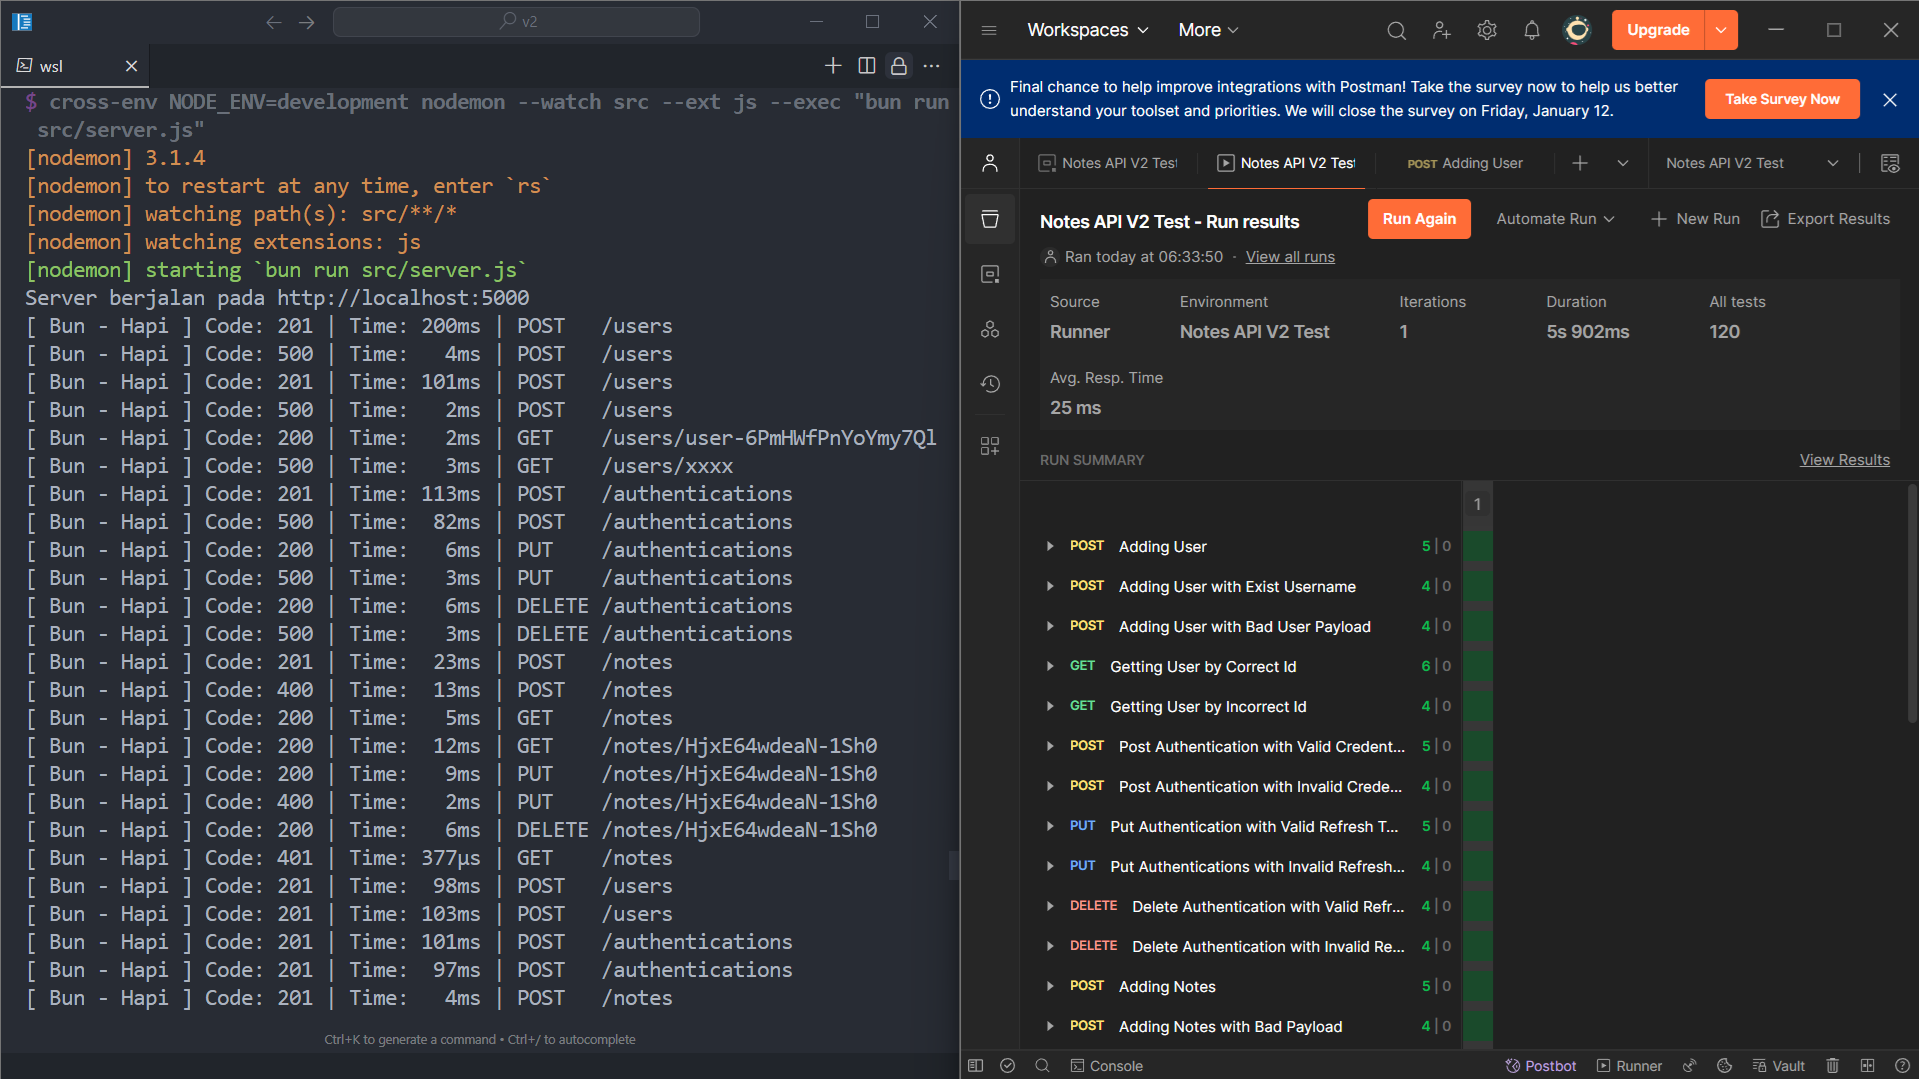 v2
wsl
$ cross-env NODE_ENV=development nodemon --watch src --ext js --exec "bun run
src/server.js"
[nodemon] 3.1.4
[nodemon] to restart at any time, enter `rs`
[nodemon] watching path(s): src/**/*
[nodemon] watching extensions: js
[nodemon] starting `bun run src/server.js`
Server berjalan pada http://localhost:5000
[ Bun - Hapi ] Code: 201 | Time: 200ms | POST /users
[ Bun - Hapi ] Code: 500 | Time: 4ms | POST /users
[ Bun - Hapi ] Code: 201 | Time: 101ms | POST /users
[ Bun - Hapi ] Code: 500 | Time: 2ms | POST /users
[ Bun - Hapi ] Code: 200 | Time: 2ms | GET /users/user-6PmHWfPnYoYmy7Ql
[ Bun - Hapi ] Code: 500 | Time: 3ms | GET /users/xxxx
[ Bun - Hapi ] Code: 201 | Time: 113ms | POST /authentications
[ Bun - Hapi ] Code: 500 | Time: 82ms | POST /authentications
[ Bun - Hapi ] Code: 200 | Time: 6ms | PUT /authentications
[ Bun - Hapi ] Code: 500 | Time: 3ms | PUT /authentications
[ Bun - Hapi ] Code: 200 | Time: 6ms | DELETE /authentications
[ Bun - Hapi ] Code: 500 | Time: 3ms | DELETE /authentications
[ Bun - Hapi ] Code: 201 | Time: 23ms | POST /notes
[ Bun - Hapi ] Code: 400 | Time: 13ms | POST /notes
[ Bun - Hapi ] Code: 200 | Time: 5ms | GET /notes
[ Bun - Hapi ] Code: 200 | Time: 12ms | GET /notes/HjxE64wdeaN-1Sh0
[ Bun - Hapi ] Code: 200 | Time: 9ms | PUT /notes/HjxE64wdeaN-1Sh0
[ Bun - Hapi ] Code: 400 | Time: 2ms | PUT /notes/HjxE64wdeaN-1Sh0
[ Bun - Hapi ] Code: 200 | Time: 6ms | DELETE /notes/HjxE64wdeaN-1Sh0
[ Bun - Hapi ] Code: 401 | Time: 377µs | GET /notes
[ Bun - Hapi ] Code: 201 | Time: 98ms | POST /users
[ Bun - Hapi ] Code: 201 | Time: 103ms | POST /users
[ Bun - Hapi ] Code: 201 | Time: 101ms | POST /authentications
[ Bun - Hapi ] Code: 201 | Time: 97ms | POST /authentications
[ Bun - Hapi ] Code: 201 | Time: 4ms | POST /notes
Ctrl+K to generate a command • Ctrl+/ to autocomplete
Workspaces More Upgrade
Final chance to help improve integrations with Postman! Take the survey now to help us better
understand your toolset and priorities. We will close the survey on Friday, January 12.
Take Survey Now
Notes API V2 Test Notes API V2 Test POST Adding User Notes API V2 Test
Notes API V2 Test - Run results Run Again Automate Run New Run Export Results
Ran today at 06:33:50 · View all runs
Source Environment Iterations Duration All tests
Runner Notes API V2 Test 1 5s 902ms 120
Avg. Resp. Time
25 ms
RUN SUMMARY View Results
1
POST Adding User 5 | 0
POST Adding User with Exist Username 4 | 0
POST Adding User with Bad User Payload 4 | 0
GET Getting User by Correct Id 6 | 0
GET Getting User by Incorrect Id 4 | 0
POST Post Authentication with Valid Credent... 5 | 0
POST Post Authentication with Invalid Crede... 4 | 0
PUT Put Authentication with Valid Refresh T... 5 | 0
PUT Put Authentications with Invalid Refresh... 4 | 0
DELETE Delete Authentication with Valid Refr... 4 | 0
DELETE Delete Authentication with Invalid Re... 4 | 0
POST Adding Notes 5 | 0
POST Adding Notes with Bad Payload 4 | 0
Console Postbot Runner Vault